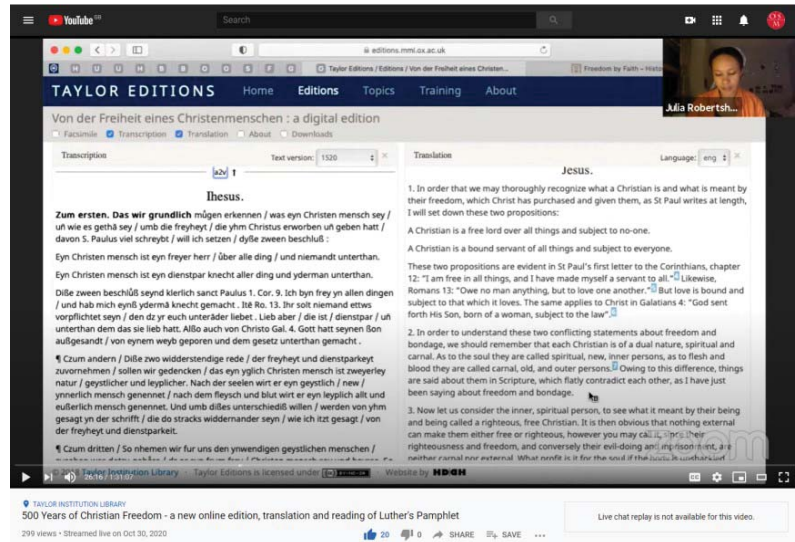 YouTube GB
Search
editions.mml.ox.ac.uk
Taylor Editions / Editions / Von der Freiheit eines Christen...
Freedom by Faith –
TAYLOR EDITIONS Home Editions Topics Training About
Julia Robertsh...
Von der Freiheit eines Christenmenschen : a digital edition
Facsimile Transcription Translation About Downloads
Transcription Text version: 1520
a2v
Ihesus.
Zum ersten. Das wir grundlich mu̇gen erkennen / was eyn Christen mensch sey /
uñ wie es gethã sey / umb die freyheyt / die yhm Christus erworben uñ geben hatt /
davon S. Paulus viel schreybt / will ich setzen / dyße zween beschluß :
Eyn Christen mensch ist eyn freyer herr / u̇ber alle ding / und niemandt unterthan.
Eyn Christen mensch ist eyn dienstpar knecht aller ding und yderman unterthan.
Diße zween beschlu̇ß seynd klerlich sanct Paulus 1. Cor. 9. Ich byn frey yn allen dingen
/ und hab mich eynß ydermã knecht gemacht . Itẽ Ro. 13. Ihr solt niemand ettws
vorpflichtet seyn / den dz yr euch unteräder liebet . Lieb aber / die ist / dienstpar / uñ
unterthan dem das sie lieb hatt. Alßo auch von Christo Gal. 4. Gott hatt seynen ßon
außgesandt / von eynem weyb geporen und dem gesetz unterthan gemacht .
¶ Czum andern / Diße zwo widderstendige rede / der freyheyt und dienstparkeyt
zuvornehmen / sollen wir gedencken / das eyn yglich Christen mensch ist zweyerley
natur / geystlicher und leyplicher. Nach der seelen wirt er eyn geystlich / new /
ynnerlich mensch genennet / nach dem fleysch und blut wirt er eyn leyplich allt und
eußerlich mensch genennet. Und umb dißes unterschiediß willen / werden von yhm
gesagt yn der schrifft / die do stracks widdernander seyn / wie ich itzt gesagt / von
der freyheyt und dienstparkeit.
¶ Czum dritten / So nhemen wir fur uns den ynwendigen geystlichen menschen /
Translation Language: eng
Jesus.
1. In order that we may thoroughly recognize what a Christian is and what is meant by
their freedom, which Christ has purchased and given them, as St Paul writes at length,
I will set down these two propositions:
A Christian is a free lord over all things and subject to no-one.
A Christian is a bound servant of all things and subject to everyone.
These two propositions are evident in St Paul's first letter to the Corinthians, chapter
12: "I am free in all things, and I have made myself a servant to all." Likewise,
Romans 13: "Owe no man anything, but to love one another." But love is bound and
subject to that which it loves. The same applies to Christ in Galatians 4: "God sent
forth His Son, born of a woman, subject to the law".
2. In order to understand these two conflicting statements about freedom and
bondage, we should remember that each Christian is of a dual nature, spiritual and
carnal. As to the soul they are called spiritual, new, inner persons, as to flesh and
blood they are called carnal, old, and outer persons. Owing to this difference, things
are said about them in Scripture, which flatly contradict each other, as I have just
been saying about freedom and bondage.
3. Now let us consider the inner, spiritual person, to see what it meant by their being
and being called a righteous, free Christian. It is then obvious that nothing external
can make them either free or righteous, however you may call it, for their
righteousness and freedom, and conversely their evil-doing and imprisonment, are
neither carnal nor external. What profit is it for the soul if the body is
zoom
Taylor Institution Library Taylor Editions is licensed under Website by
26:16 / 1:31:07
TAYLOR INSTITUTION LIBRARY
500 Years of Christian Freedom - a new online edition, translation and reading of Luther's Pamphlet
299 views • Streamed live on Oct 30, 2020
20 0 SHARE SAVE
Live chat replay is not available for this video.